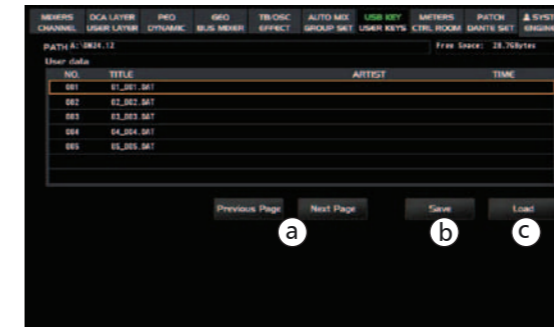 MIXERS DCA LAYER PEQ GEQ TB/OSC AUTO MIX USB KEY METERS PATCH SYST
CHANNEL USER LAYER DYNAMIC BUS MIXER EFFECT GROUP SET USER KEYS CTRL ROOM DANTE SET ENGIN
PATH A:\DM24.12 Free Space: 28.7GBytes
User data
NO. TITLE ARTIST TIME
001 01_001.DAT
002 02_002.DAT
003 03_003.DAT
004 04_004.DAT
005 05_005.DAT
Previous Page Next Page Save Load
a b c